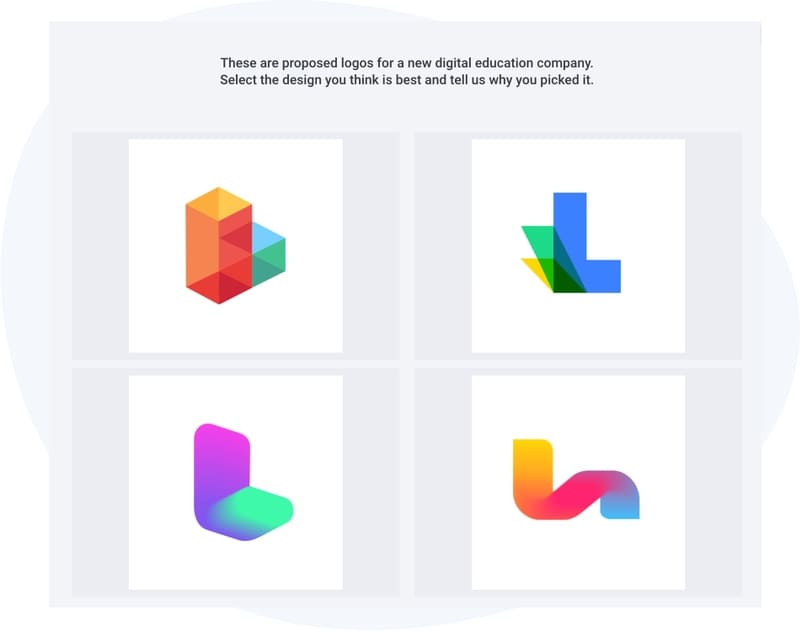 These are proposed logos for a new digital education company.
Select the design you think is best and tell us why you picked it.